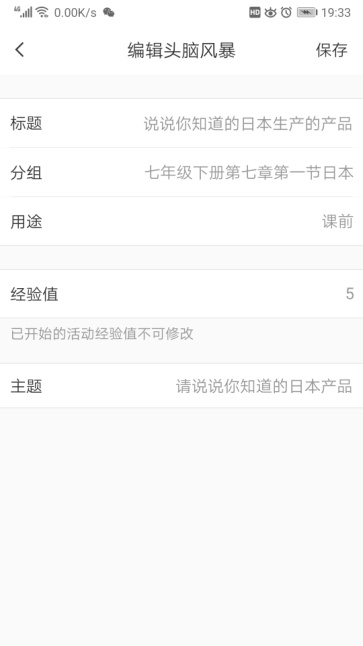 4G 0.00K/s HD 19:33
编辑头脑风暴 保存
标题 说说你知道的日本生产的产品
分组 七年级下册第七章第一节日本
用途 课前
经验值 5
已开始的活动经验值不可修改
主题 请说说你知道的日本产品